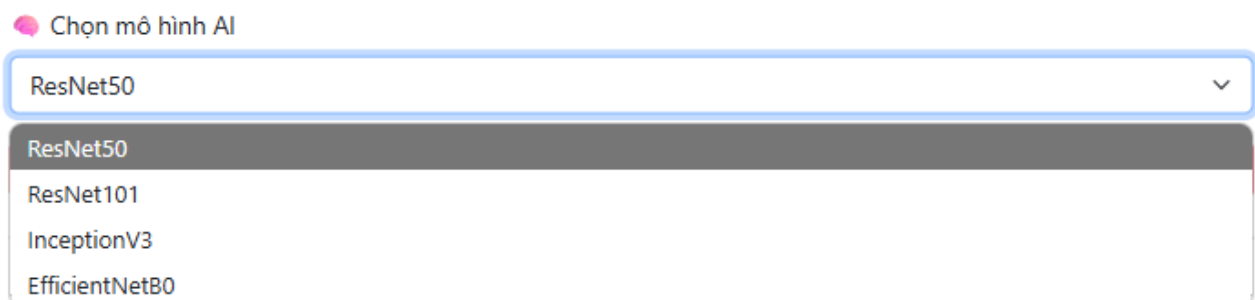 Chọn mô hình AI
ResNet50
ResNet50
ResNet101
InceptionV3
EfficientNetB0